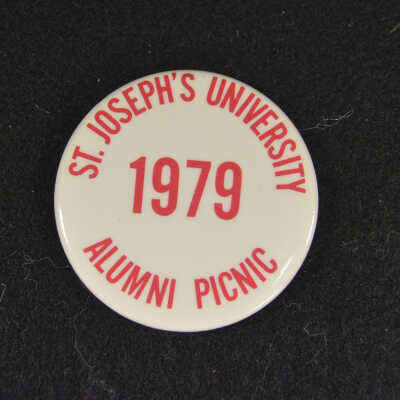 ST. JOSEPH'S UNIVERSITY
1979
ALUMNI PICNIC